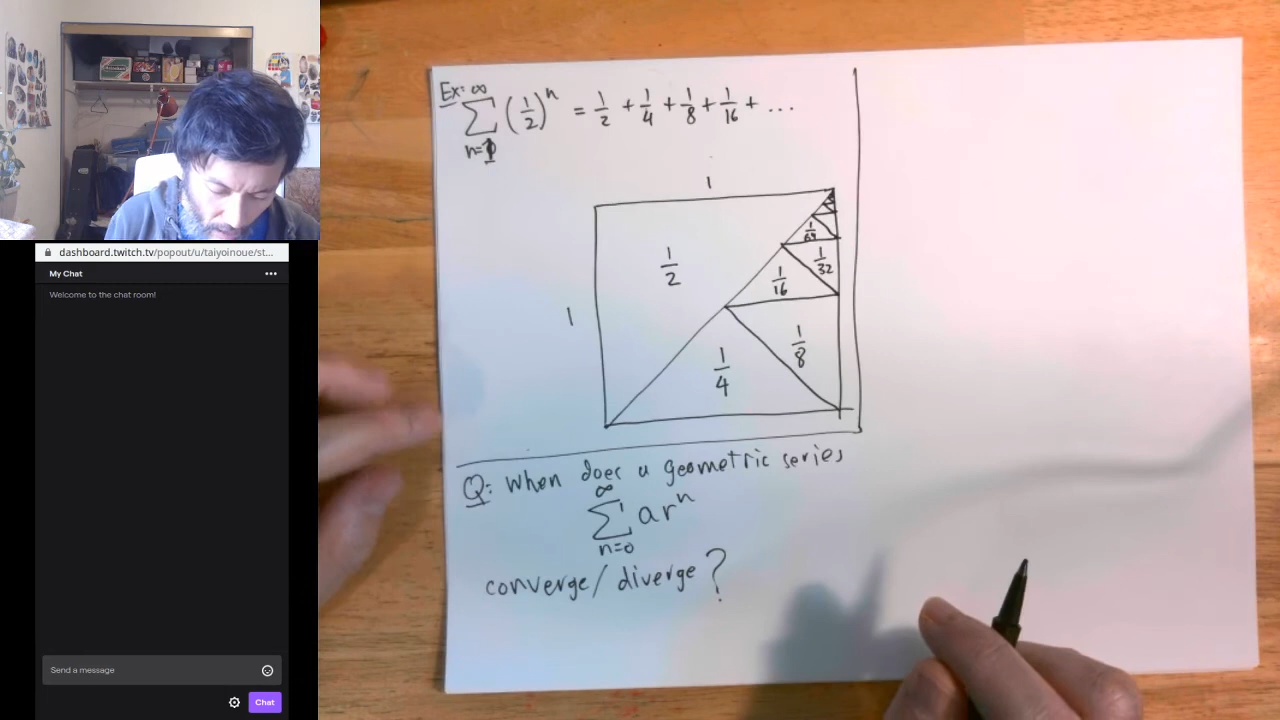 dashboard.twitch.tv/popout/u/taiyoinoue/st...
My Chat
Welcome to the chat room!
Send a message
Chat
Ex: ∞
∑ (1/2)^n = 1/2 + 1/4 + 1/8 + 1/16 + ...
n=1
1
1
1/2
1/4
1/8
1/16
1/32
1/64
Q: When does a geometric series
∞
∑ ar^n
n=0
converge/diverge?